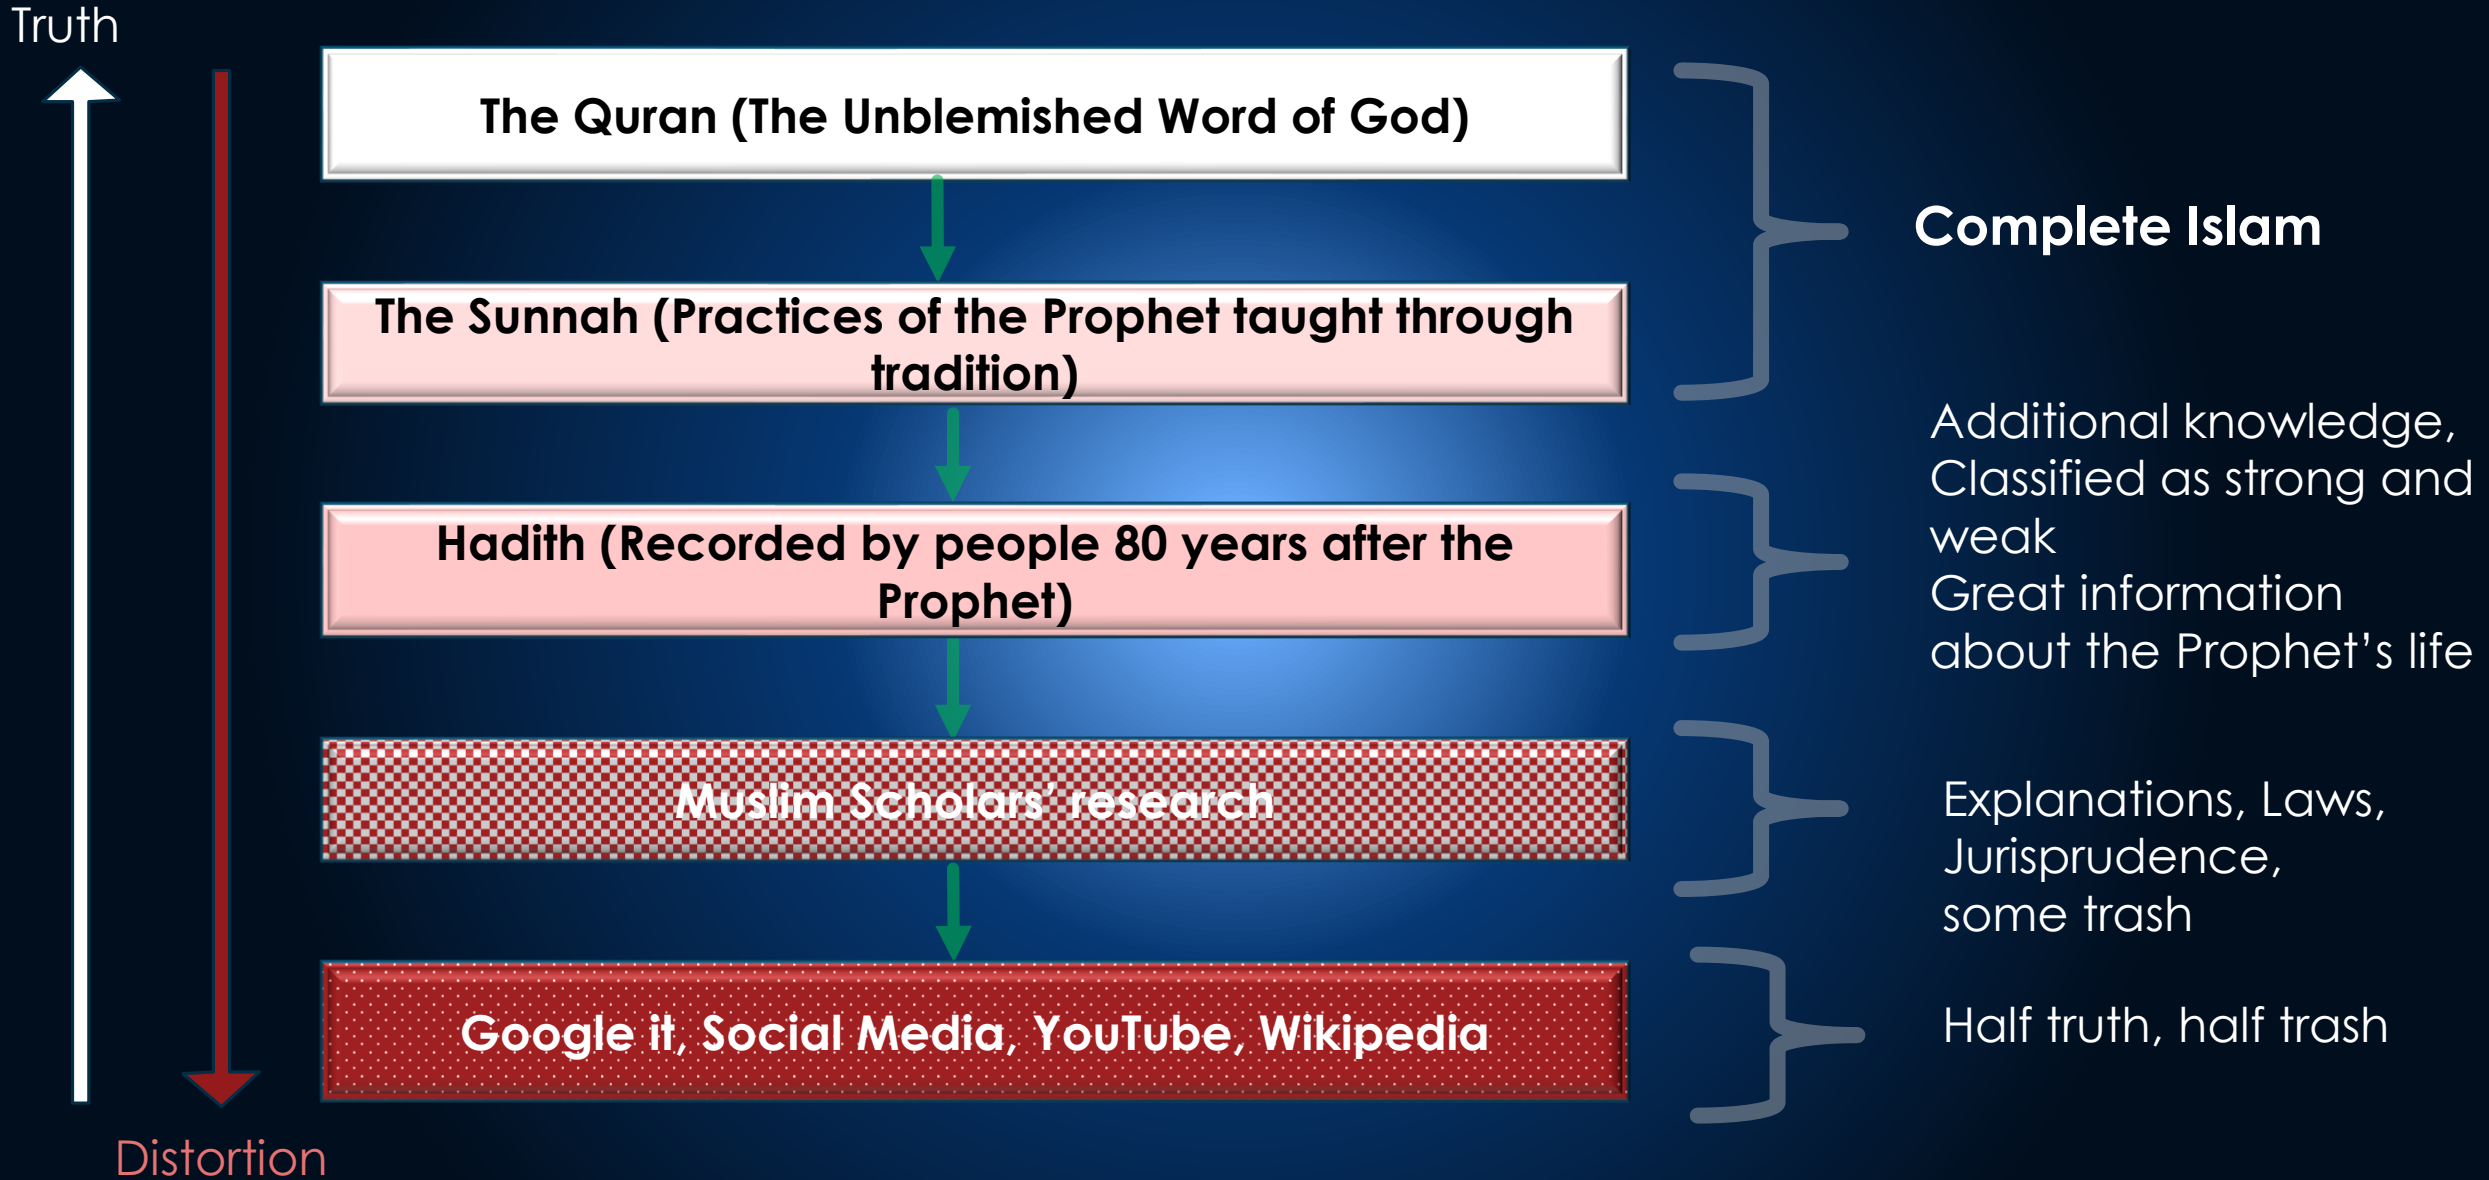 Truth
The Quran (The Unblemished Word of God)
Complete Islam
The Sunnah (Practices of the Prophet taught through
tradition)
Hadith (Recorded by people 80 years after the
Prophet)
Additional knowledge,
Classified as strong and
weak
Great information
about the Prophet’s life
Muslim Scholars’ research
Explanations, Laws,
Jurisprudence,
some trash
Google it, Social Media, YouTube, Wikipedia
Half truth, half trash
Distortion